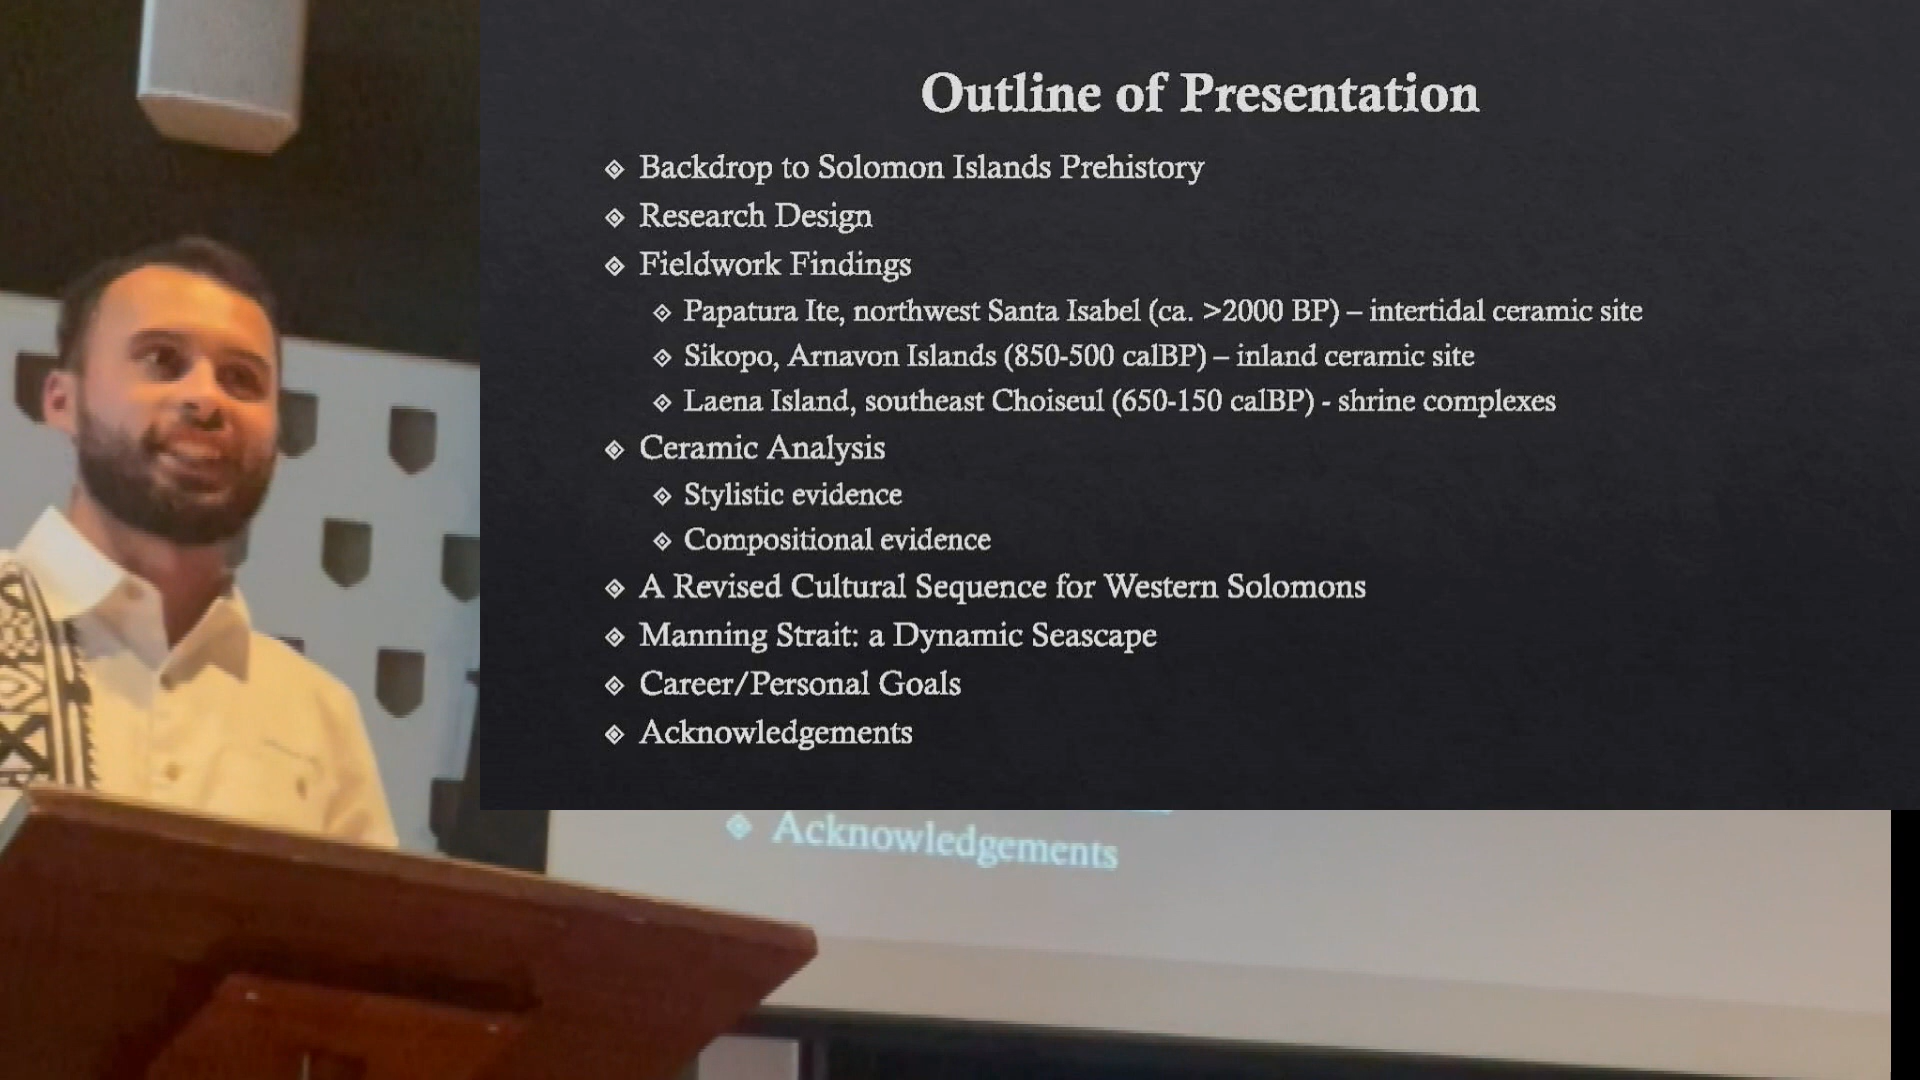 Outline of Presentation
Backdrop to Solomon Islands Prehistory
Research Design
Fieldwork Findings
Papatura Ite, northwest Santa Isabel (ca. >2000 BP) – intertidal ceramic site
Sikopo, Arnavon Islands (850-500 calBP) – inland ceramic site
Laena Island, southeast Choiseul (650-150 calBP) - shrine complexes
Ceramic Analysis
Stylistic evidence
Compositional evidence
A Revised Cultural Sequence for Western Solomons
Manning Strait: a Dynamic Seascape
Career/Personal Goals
Acknowledgements
Acknowledgements